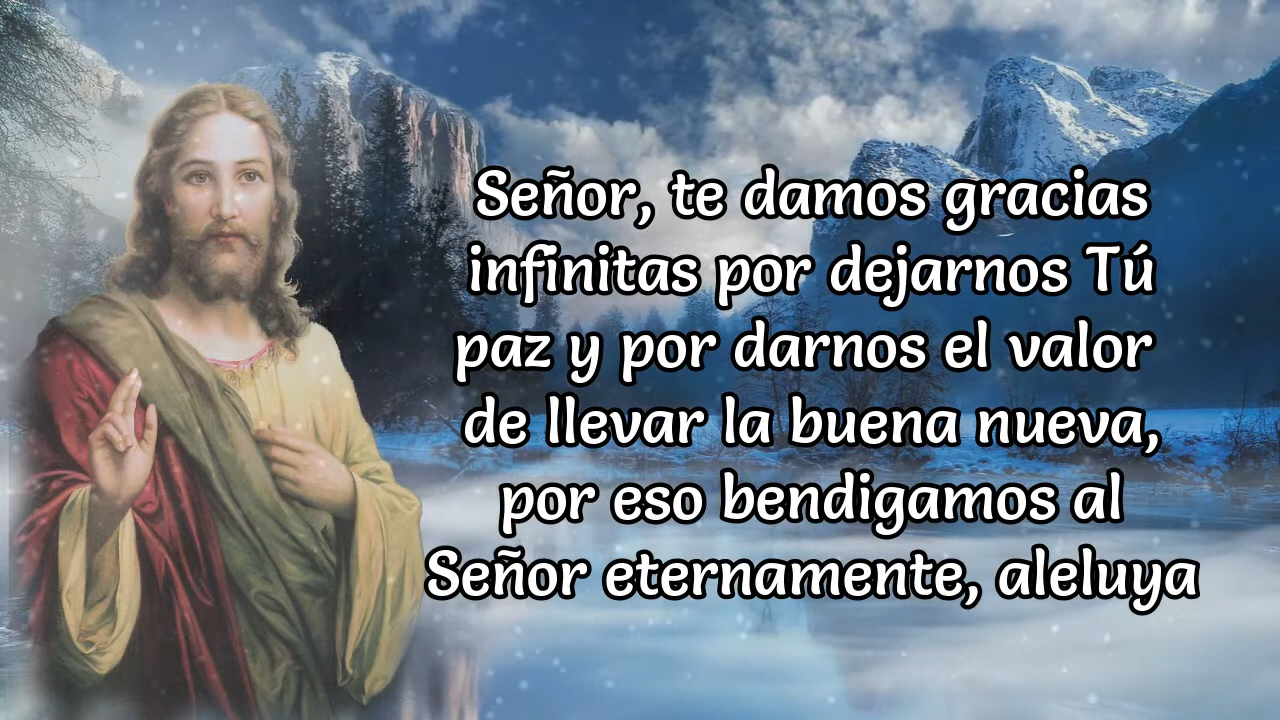 Señor, te damos gracias
infinitas por dejarnos Tú
paz y por darnos el valor
de llevar la buena nueva,
por eso bendigamos al
Señor eternamente, aleluya